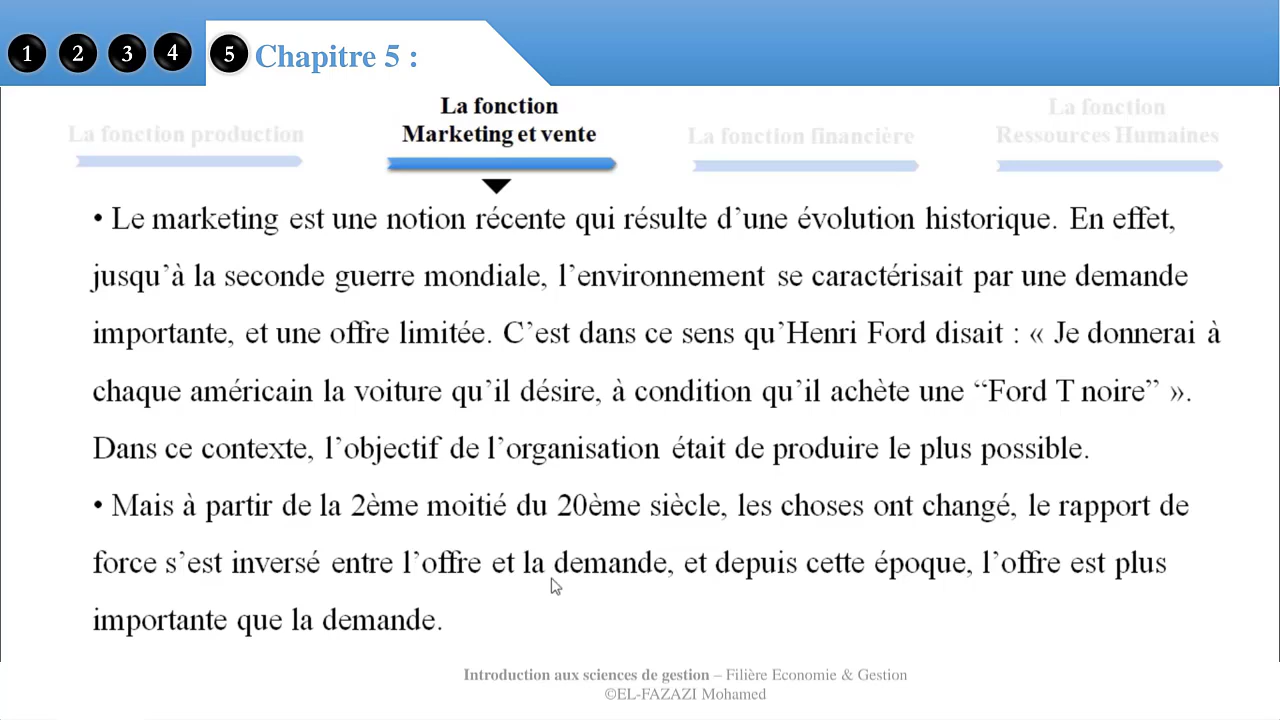 1 2 3 4 5 Chapitre 5 :
La fonction production
La fonction
Marketing et vente
La fonction financière
La fonction
Ressources Humaines
• Le marketing est une notion récente qui résulte d’une évolution historique. En effet,
jusqu’à la seconde guerre mondiale, l’environnement se caractérisait par une demande
importante, et une offre limitée. C’est dans ce sens qu’Henri Ford disait : « Je donnerai à
chaque américain la voiture qu’il désire, à condition qu’il achète une “Ford T noire” ».
Dans ce contexte, l’objectif de l’organisation était de produire le plus possible.
• Mais à partir de la 2ème moitié du 20ème siècle, les choses ont changé, le rapport de
force s’est inversé entre l’offre et la demande, et depuis cette époque, l’offre est plus
importante que la demande.
Introduction aux sciences de gestion – Filière Economie & Gestion
©EL-FAZAZI Mohamed